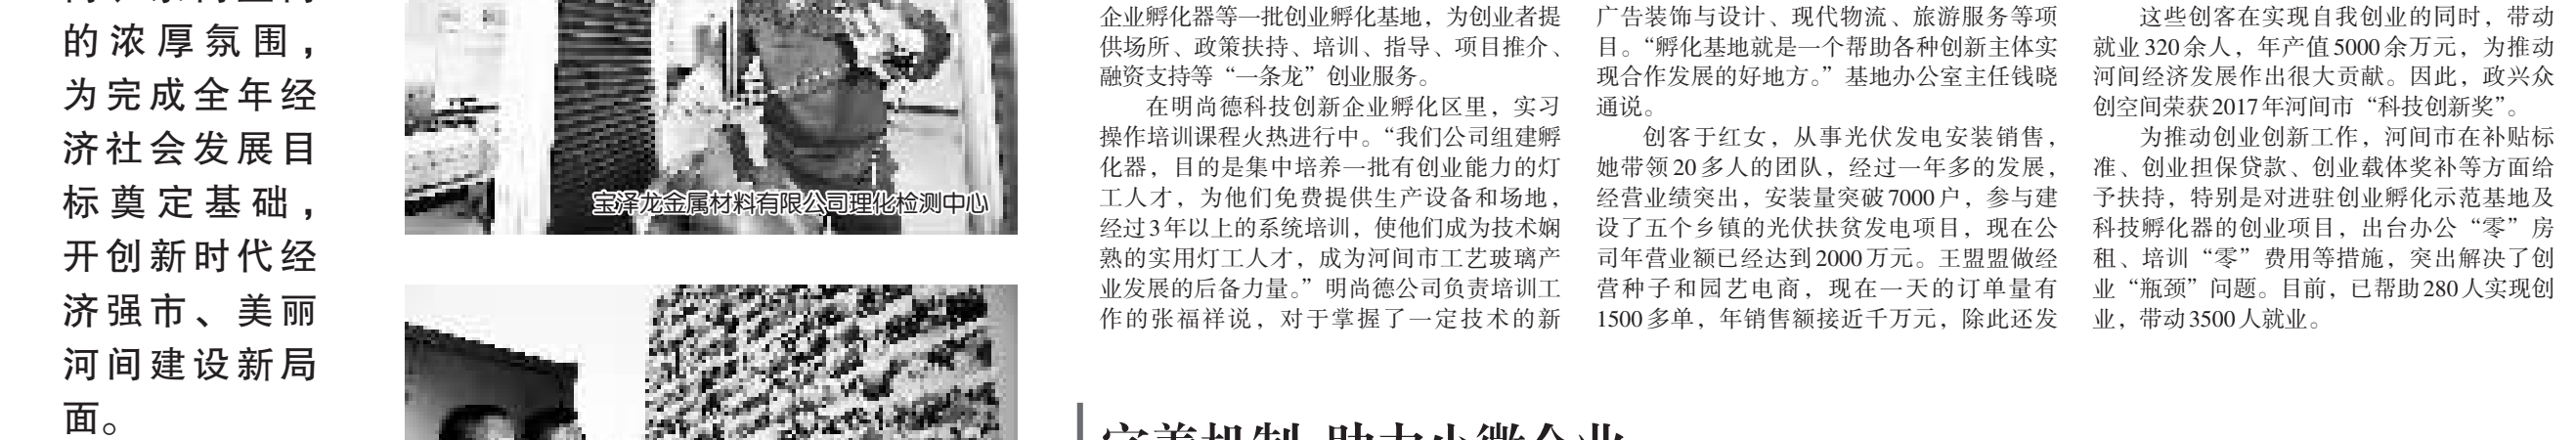 的浓厚氛围，
为完成全年经
济社会发展目
标奠定基础，
开创新时代经
济强市、美丽
河间建设新局
面。
宝泽龙金属材料有限公司理化检测中心
企业孵化器等一批创业孵化基地，为创业者提
供场所、政策扶持、培训、指导、项目推介、
融资支持等“一条龙”创业服务。
在明尚德科技创新企业孵化区里，实习
操作培训课程火热进行中。“我们公司组建孵
化器，目的是集中培养一批有创业能力的灯
工人才，为他们免费提供生产设备和场地，
经过3年以上的系统培训，使他们成为技术娴
熟的实用灯工人才，成为河间市工艺玻璃产
业发展的后备力量。”明尚德公司负责培训工
作的张福祥说，对于掌握了一定技术的新
广告装饰与设计、现代物流、旅游服务等项
目。“孵化基地就是一个帮助各种创新主体实
现合作发展的好地方。”基地办公室主任钱晓
通说。
创客于红女，从事光伏发电安装销售，
她带领20多人的团队，经过一年多的发展，
经营业绩突出，安装量突破7000户，参与建
设了五个乡镇的光伏扶贫发电项目，现在公
司年营业额已经达到2000万元。王盟盟做经
营种子和园艺电商，现在一天的订单量有
1500多单，年销售额接近千万元，除此还发
这些创客在实现自我创业的同时，带动
就业320余人，年产值5000余万元，为推动
河间经济发展作出很大贡献。因此，政兴众
创空间荣获2017年河间市“科技创新奖”。
为推动创业创新工作，河间市在补贴标
准、创业担保贷款、创业载体奖补等方面给
予扶持，特别是对进驻创业孵化示范基地及
科技孵化器的创业项目，出台办公“零”房
租、培训“零”费用等措施，突出解决了创
业“瓶颈”问题。目前，已帮助280人实现创
业，带动3500人就业。
完善机制 助力小微企业